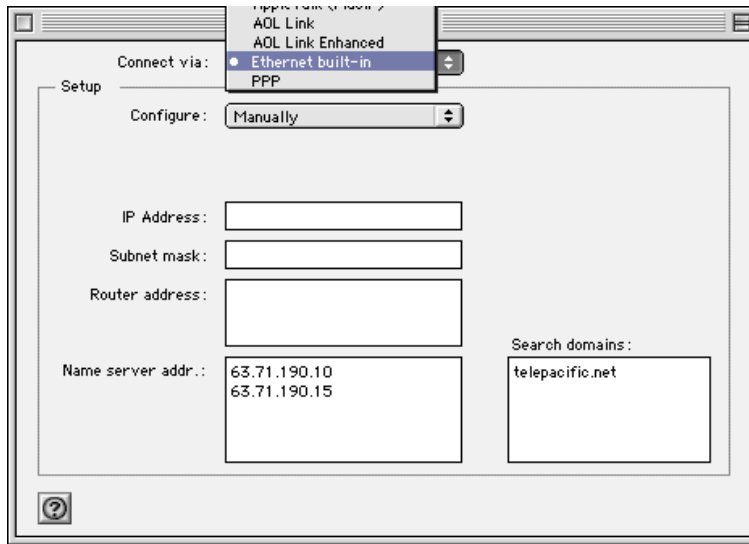 AOL Link
AOL Link Enhanced
Connect via:
Ethernet built-in
PPP
Setup
Configure:
Manually
IP Address:
Subnet mask:
Router address:
Search domains:
Name server addr.:
63.71.190.10
63.71.190.15
telepacific.net
?